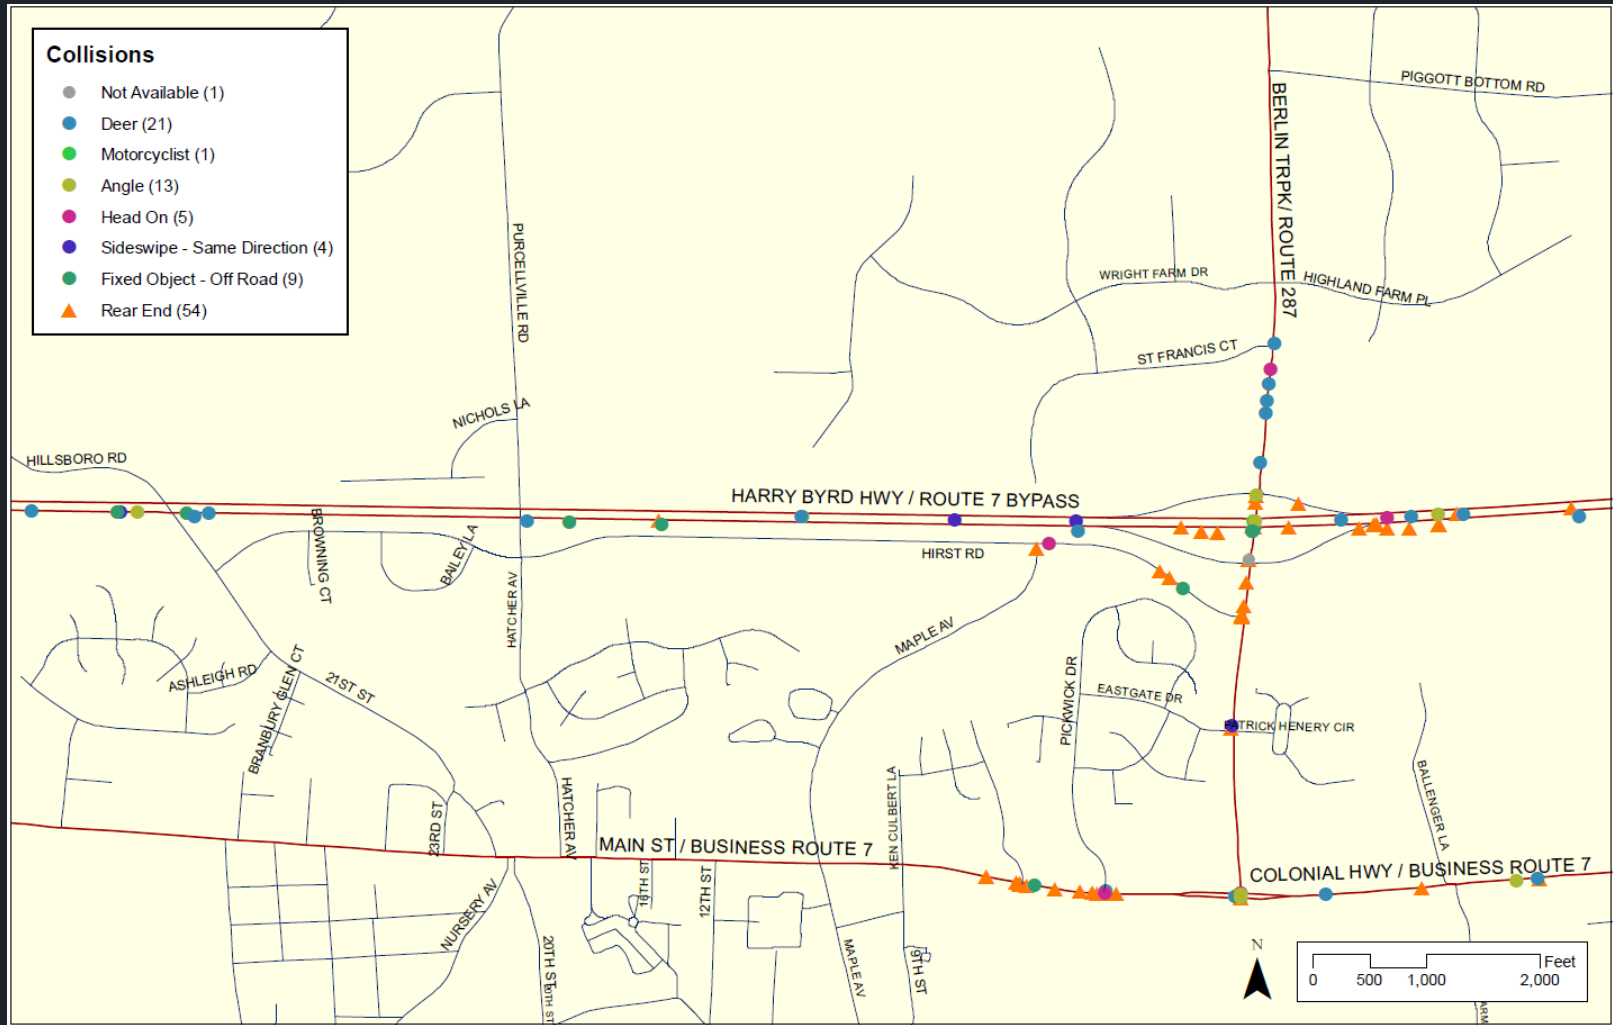 Collisions
Not Available (1)
Deer (21)
Motorcyclist (1)
Angle (13)
Head On (5)
Sideswipe - Same Direction (4)
Fixed Object - Off Road (9)
Rear End (54)
PIGGOTT BOTTOM RD
BERLIN TRPK/ ROUTE 287
PURCELLVILLE RD
WRIGHT FARM DR
HIGHLAND FARM PL
ST FRANCIS CT
NICHOLS LA
HILLSBORO RD
HARRY BYRD HWY / ROUTE 7 BYPASS
BROWNING CT
BAILEY LA
HIRST RD
HATCHER AV
MAPLE AV
ASHLEIGH RD
BRANBURY GLEN CT
21ST ST
PICKWICK DR
EASTGATE DR
PATRICK HENERY CIR
BALLENGER LA
HATCHER AV
KEN CULBERT LA
23RD ST
MAIN ST / BUSINESS ROUTE 7
COLONIAL HWY / BUSINESS ROUTE 7
16TH ST
12TH ST
NURSERY AV
20TH ST
MAPLE AV
9TH ST
N
Feet
0 500 1,000 2,000